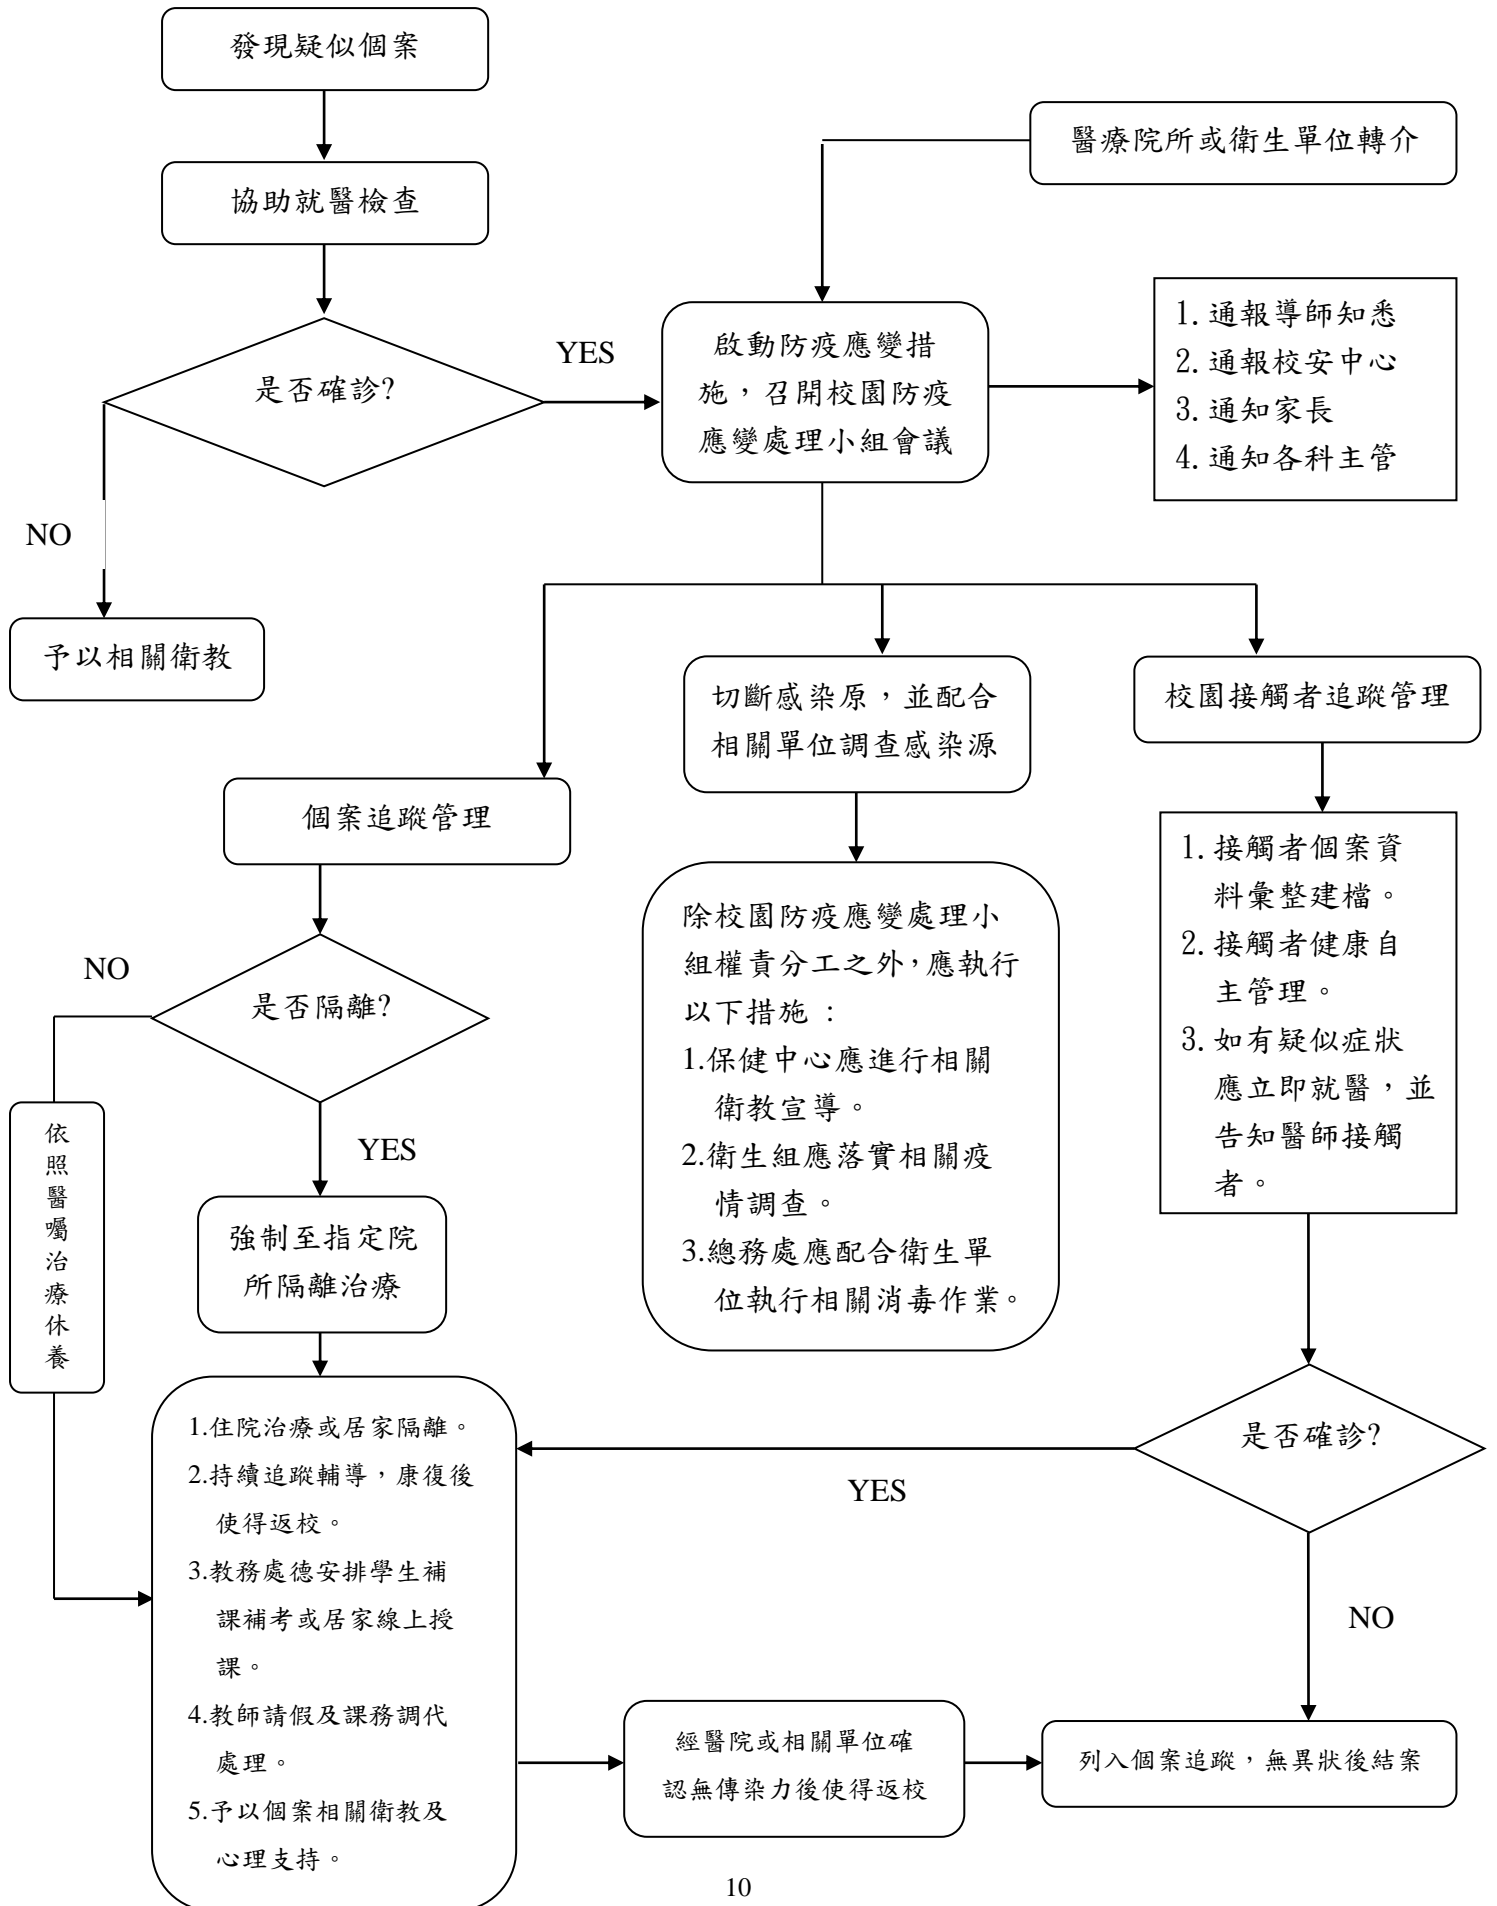 發現疑似個案
醫療院所或衛生單位轉介
協助就醫檢查
是否確診?
YES
啟動防疫應變措
施，召開校園防疫
應變處理小組會議
1.通報導師知悉
2.通報校安中心
3.通知家長
4.通知各科主管
NO
予以相關衛教
切斷感染原，並配合
相關單位調查感染源
校園接觸者追蹤管理
個案追蹤管理
除校園防疫應變處理小
組權責分工之外，應執行
以下措施：
1.保健中心應進行相關
衛教宣導。
2.衛生組應落實相關疫
情調查。
3.總務處應配合衛生單
位執行相關消毒作業。
1.接觸者個案資
料彙整建檔。
2.接觸者健康自
主管理。
3.如有疑似症狀
應立即就醫，並
告知醫師接觸
者。
NO
是否隔離?
YES
依
照
醫
囑
治
療
休
養
強制至指定院
所隔離治療
是否確診?
YES
NO
1.住院治療或居家隔離。
2.持續追蹤輔導，康復後
使得返校。
3.教務處德安排學生補
課補考或居家線上授
課。
4.教師請假及課務調代
處理。
5.予以個案相關衛教及
心理支持。
經醫院或相關單位確
認無傳染力後使得返校
列入個案追蹤，無異狀後結案
10